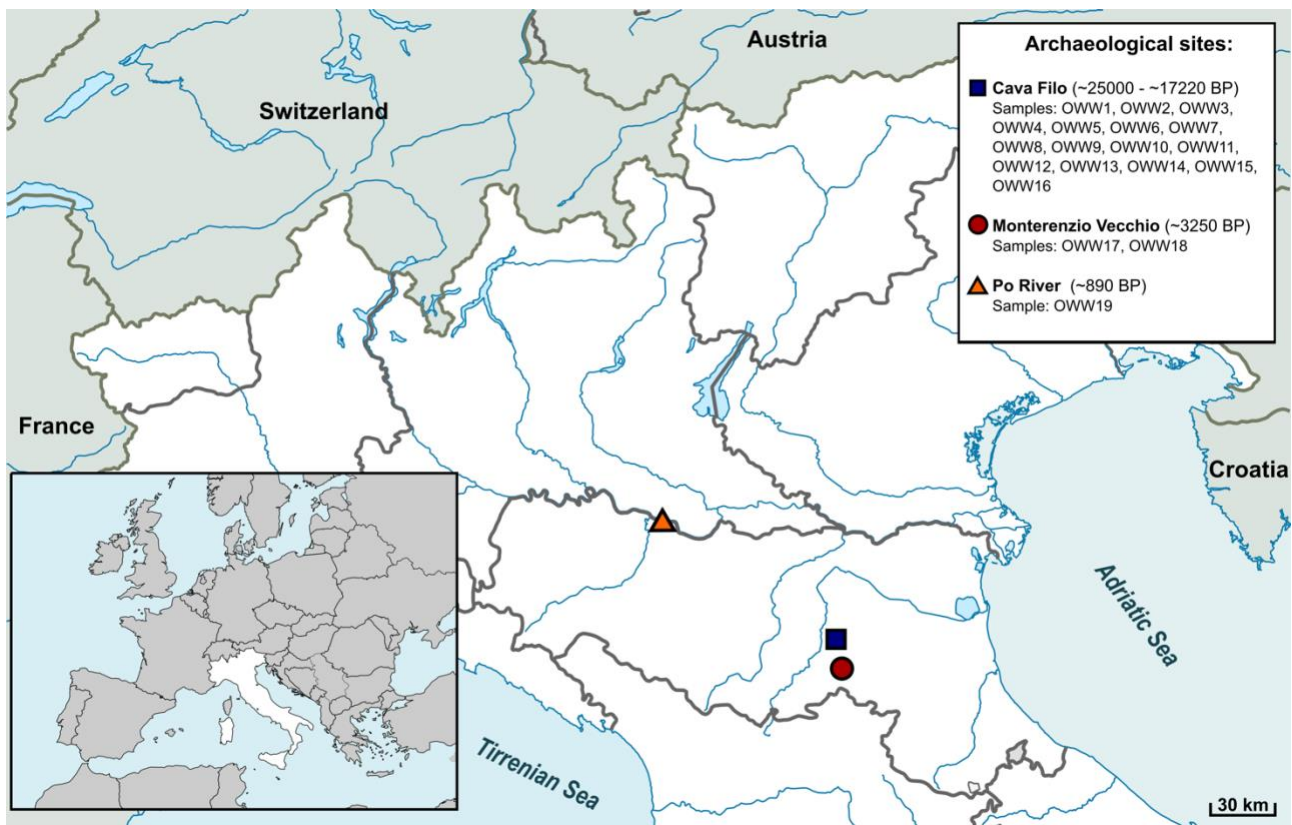 Austria
Switzerland
France
Croatia
Adriatic Sea
Tirrenian Sea
30 km
Archaeological sites:
Cava Filo (~25000 - ~17220 BP)
Samples: OWW1, OWW2, OWW3,
OWW4, OWW5, OWW6, OWW7,
OWW8, OWW9, OWW10, OWW11,
OWW12, OWW13, OWW14, OWW15,
OWW16
Monterenzio Vecchio (~3250 BP)
Samples: OWW17, OWW18
Po River (~890 BP)
Sample: OWW19